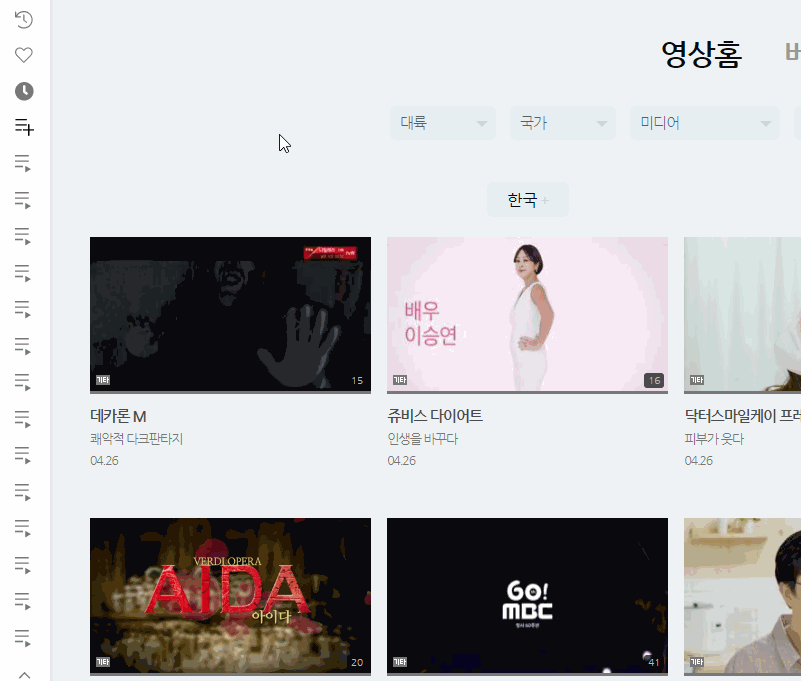 영상홈
대륙
국가
미디어
한국 +
기타
15
배우
이승연
기타
16
기타
데카론 M
쾌악적 다크판타지
04.26
쥬비스 다이어트
인생을 바꾸다
04.26
닥터스마일케이 프레
피부가 웃다
04.26
VERDI OPERA
AIDA
아이다
기타
20
GO!
MBC
기타
41
기타